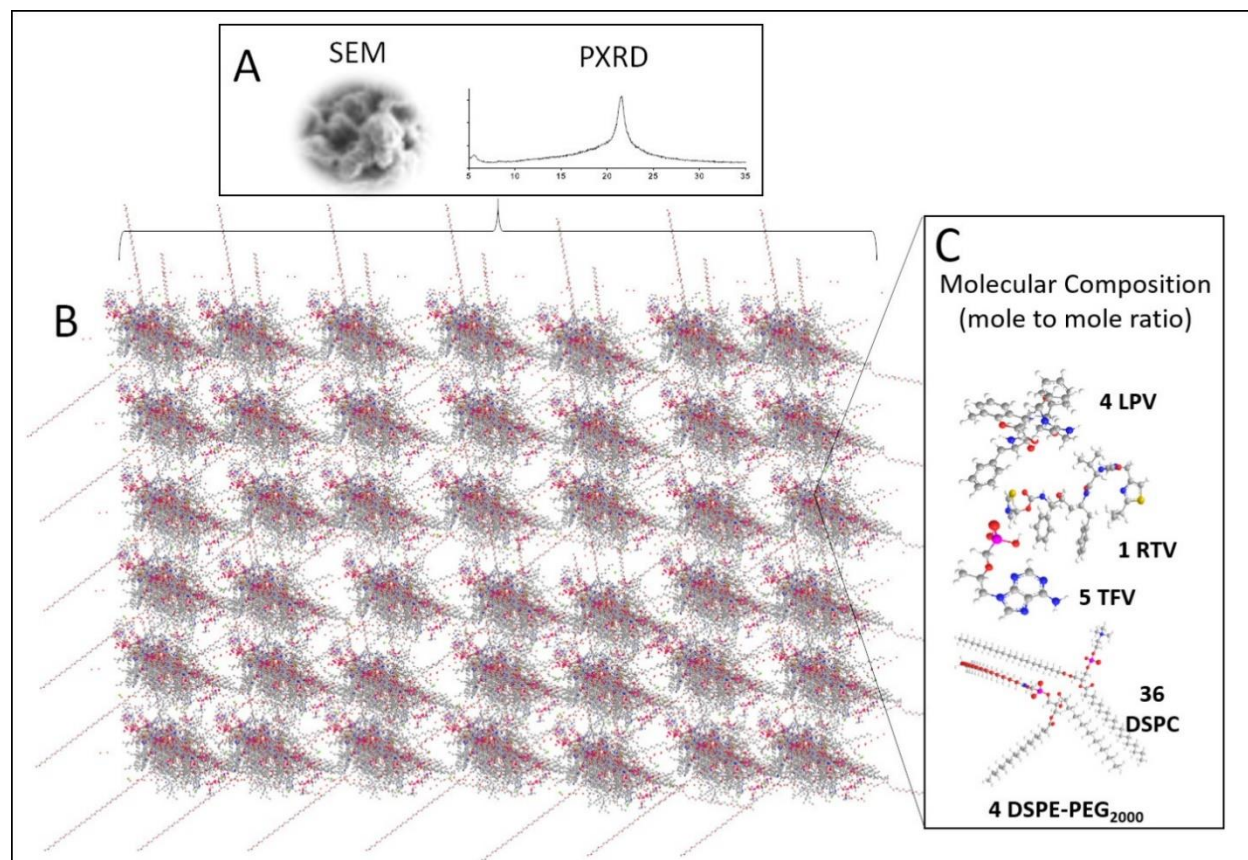 A
SEM
PXRD
5 10 15 20 25 30 35
B
C
Molecular Composition
(mole to mole ratio)
4 LPV
1 RTV
5 TFV
36
DSPC
4 DSPE-PEG2000